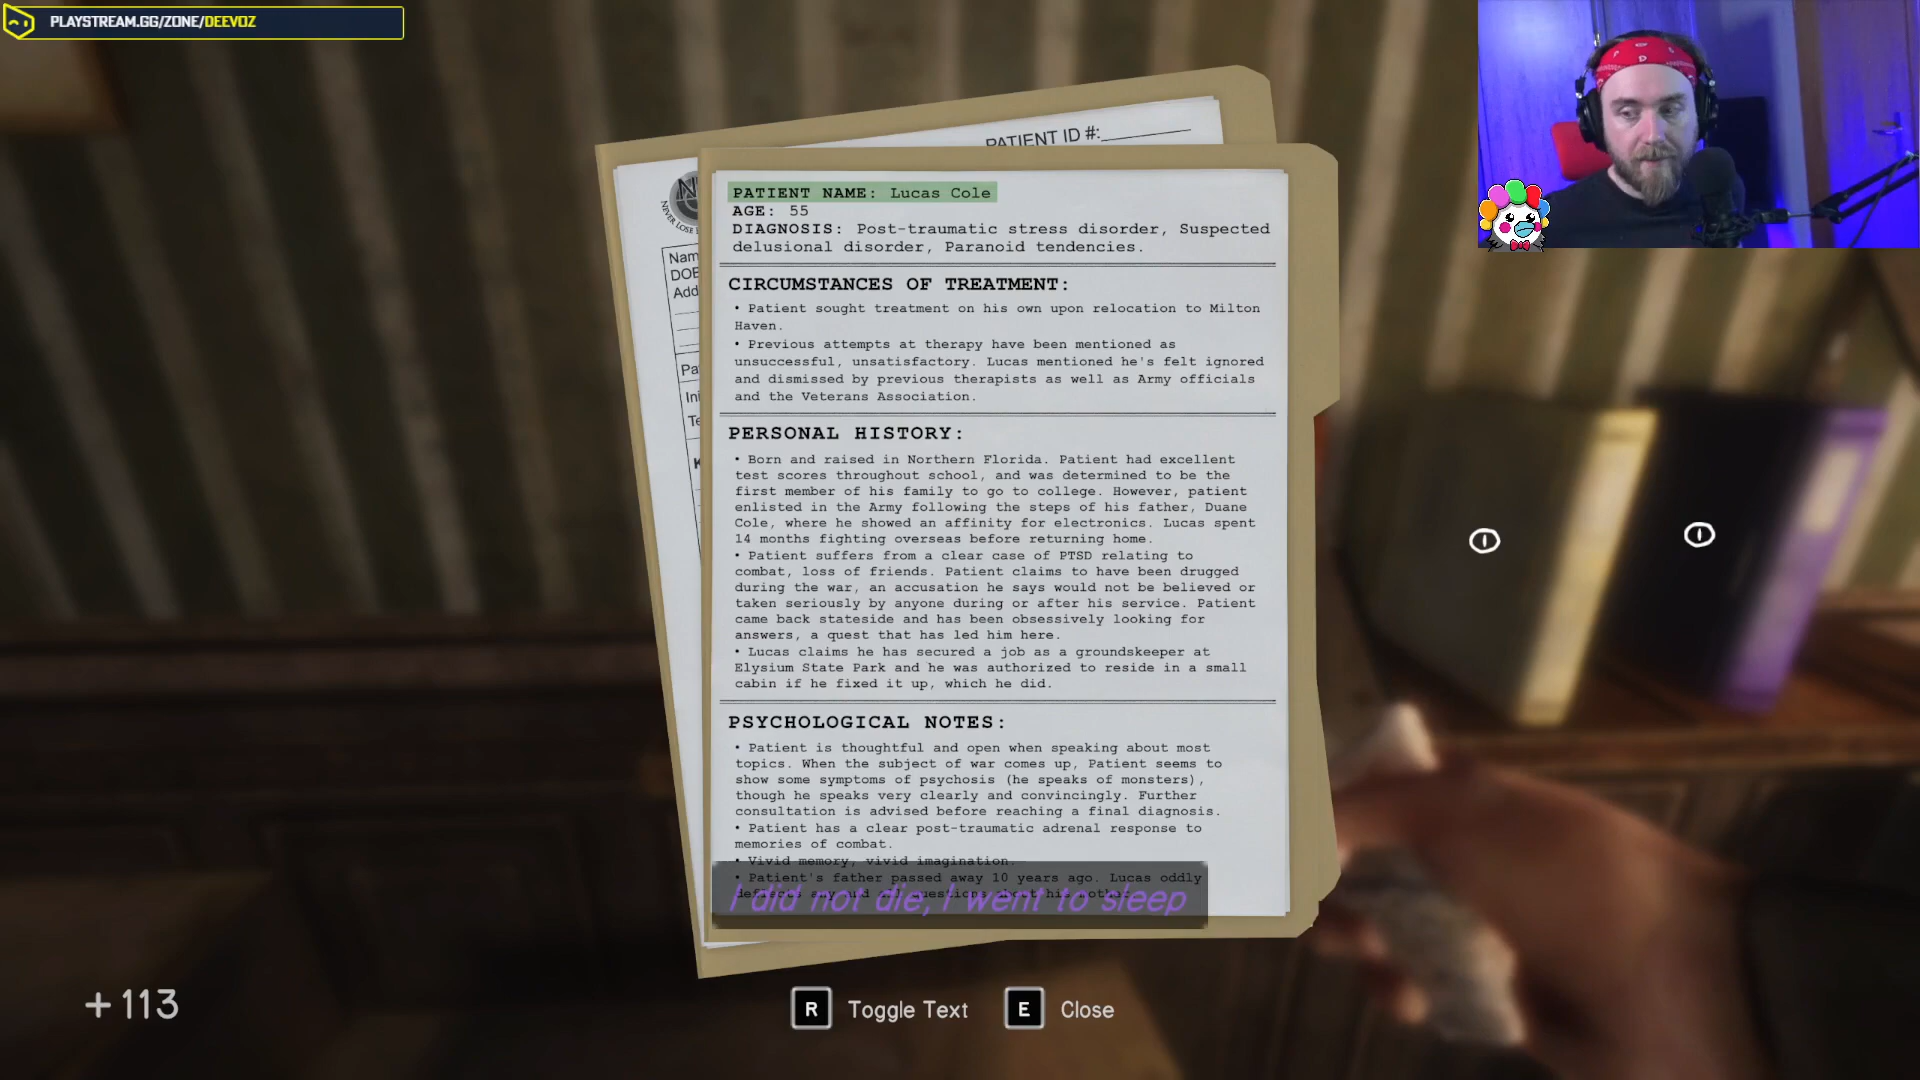 PLAYSTREAM.GG/ZONE/DEEVOZ
PATIENT ID #:
PATIENT NAME: Lucas Cole
AGE: 55
DIAGNOSIS: Post-traumatic stress disorder, Suspected
delusional disorder, Paranoid tendencies.
CIRCUMSTANCES OF TREATMENT:
• Patient sought treatment on his own upon relocation to Milton
Haven.
• Previous attempts at therapy have been mentioned as
unsuccessful, unsatisfactory. Lucas mentioned he's felt ignored
and dismissed by previous therapists as well as Army officials
and the Veterans Association.
PERSONAL HISTORY:
• Born and raised in Northern Florida. Patient had excellent
test scores throughout school, and was determined to be the
first member of his family to go to college. However, patient
enlisted in the Army following the steps of his father, Duane
Cole, where he showed an affinity for electronics. Lucas spent
14 months fighting overseas before returning home.
• Patient suffers from a clear case of PTSD relating to
combat, loss of friends. Patient claims to have been drugged
during the war, an accusation he says would not be believed or
taken seriously by anyone during or after his service. Patient
came back stateside and has been obsessively looking for
answers, a quest that has led him here.
• Lucas claims he has secured a job as a groundskeeper at
Elysium State Park and he was authorized to reside in a small
cabin if he fixed it up, which he did.
PSYCHOLOGICAL NOTES:
• Patient is thoughtful and open when speaking about most
topics. When the subject of war comes up, Patient seems to
show some symptoms of psychosis (he speaks of monsters),
though he speaks very clearly and convincingly. Further
consultation is advised before reaching a final diagnosis.
• Patient has a clear post-traumatic adrenal response to
memories of combat.
• Vivid memory, vivid imagination.
• Patient's father passed away 10 years ago. Lucas oddly
I did not die, I went to sleep
Nam
DOB
Add
Pa
Ini
Te
NEVER LOSE
+113
R Toggle Text E Close